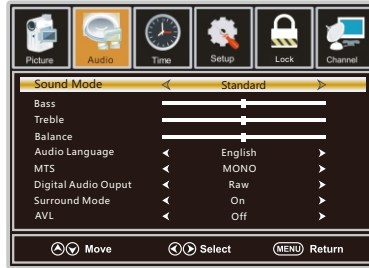 Picture Audio Time Setup Lock Channel
Sound Mode Standard
Bass
Treble
Balance
Audio Language English
MTS MONO
Digital Audio Ouput Raw
Surround Mode On
AVL Off
Move Select MENU Return